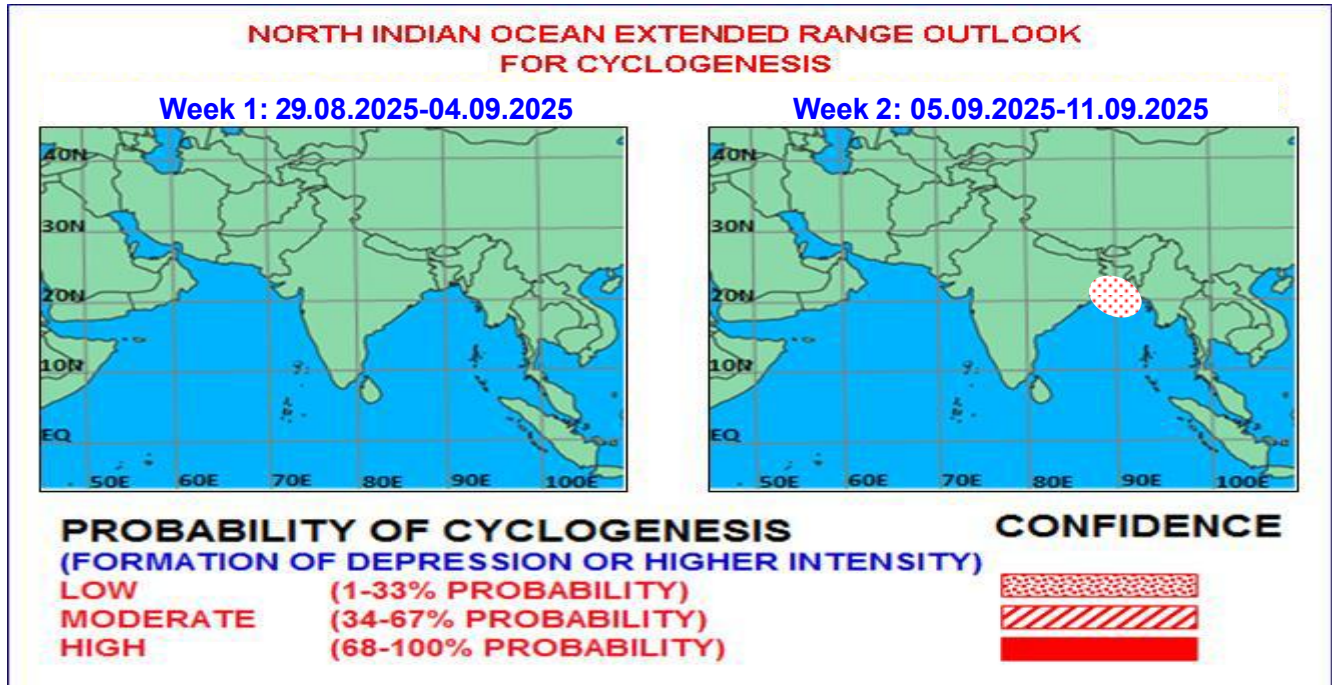 NORTH INDIAN OCEAN EXTENDED RANGE OUTLOOK
FOR CYCLOGENESIS
Week 1: 29.08.2025-04.09.2025
40N
30N
20N
10N
EQ
50E 60E 70E 80E 90E 100E
Week 2: 05.09.2025-11.09.2025
40N
30N
20N
10N
EQ
50E 60E 70E 80E 90E 100E
PROBABILITY OF CYCLOGENESIS CONFIDENCE
(FORMATION OF DEPRESSION OR HIGHER INTENSITY)
LOW (1-33% PROBABILITY)
MODERATE (34-67% PROBABILITY)
HIGH (68-100% PROBABILITY)